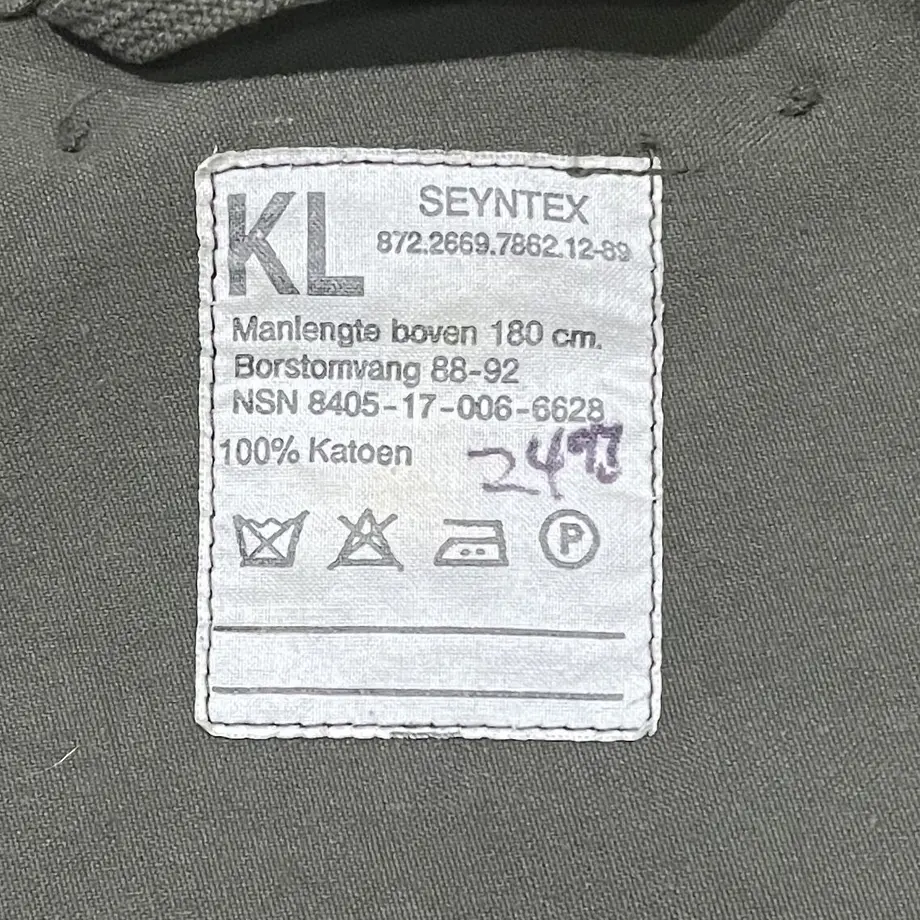 KL
SEYNTEX
872.2669.7862.12-89
Manlengte boven 180 cm.
Borstomvang 88-92
NSN 8405-17-006-6628
100% Katoen
P